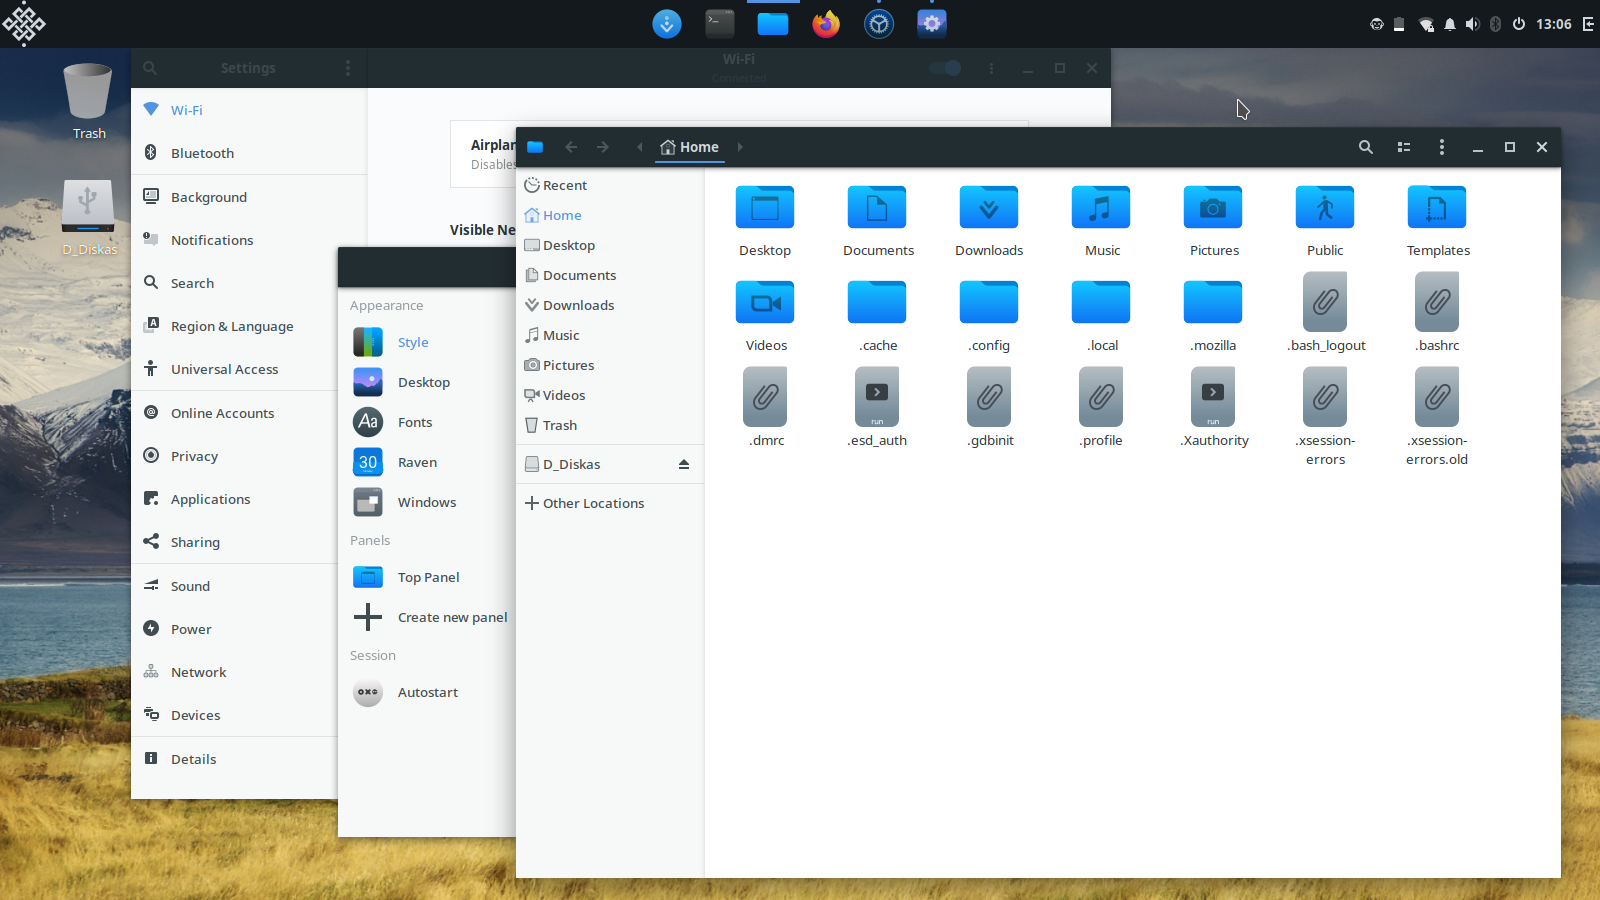 13:06
Trash
D_Diskas
Settings
Wi-Fi
Connected
Wi-Fi
Bluetooth
Background
Notifications
Search
Region & Language
Universal Access
Online Accounts
Privacy
Applications
Sharing
Sound
Power
Network
Devices
Details
Airplan
Disables
Visible Ne
Appearance
Style
Desktop
Fonts
Raven
Windows
Panels
Top Panel
Create new panel
Session
Autostart
Home
Recent
Home
Desktop
Documents
Downloads
Music
Pictures
Videos
Trash
D_Diskas
Other Locations
Desktop
Documents
Downloads
Music
Pictures
Public
Templates
Videos
.cache
.config
.local
.mozilla
.bash_logout
.bashrc
.dmrc
run
.esd_auth
.gdbinit
.profile
run
.Xauthority
.xsession-
errors
.xsession-
errors.old
Aa
30